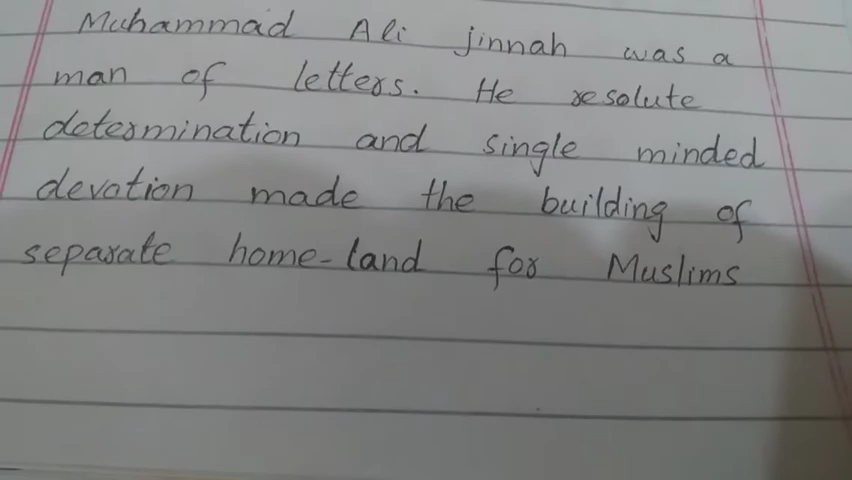 Muhammad Ali jinnah was a
man of letters. He resolute
determination and single minded
devotion made the building of
separate home-land for Muslims